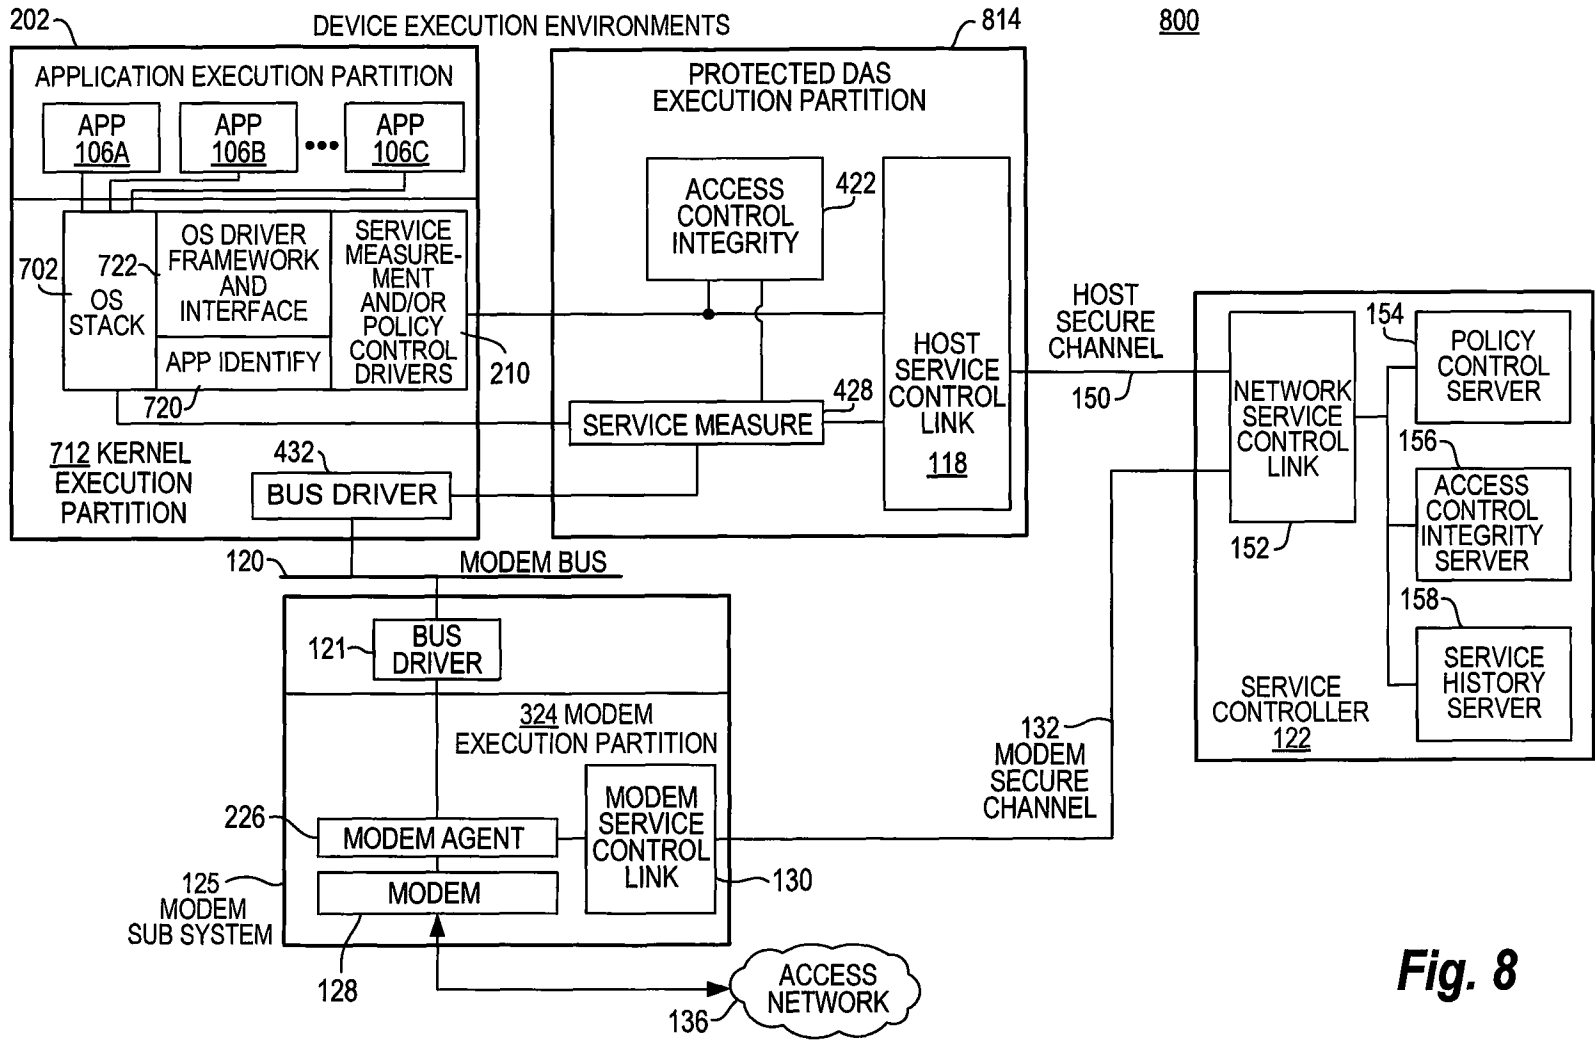 202
DEVICE EXECUTION ENVIRONMENTS
814
800
APPLICATION EXECUTION PARTITION
APP
106A
APP
106B
•••
APP
106C
702
OS
STACK
722
OS DRIVER
FRAMEWORK
AND
INTERFACE
APP IDENTIFY
720
SERVICE
MEASURE-
MENT
AND/OR
POLICY
CONTROL
DRIVERS
210
712 KERNEL
EXECUTION
PARTITION
432
BUS DRIVER
PROTECTED DAS
EXECUTION PARTITION
ACCESS
CONTROL
INTEGRITY
422
428
SERVICE MEASURE
HOST
SERVICE
CONTROL
LINK
118
HOST
SECURE
CHANNEL
150
NETWORK
SERVICE
CONTROL
LINK
152
154
POLICY
CONTROL
SERVER
156
ACCESS
CONTROL
INTEGRITY
SERVER
158
SERVICE
HISTORY
SERVER
SERVICE
CONTROLLER
122
120
MODEM BUS
121
BUS
DRIVER
324 MODEM
EXECUTION PARTITION
226
MODEM AGENT
MODEM
SERVICE
CONTROL
LINK
130
132
MODEM
SECURE
CHANNEL
125
MODEM
SUB SYSTEM
MODEM
128
ACCESS
NETWORK
136
Fig. 8